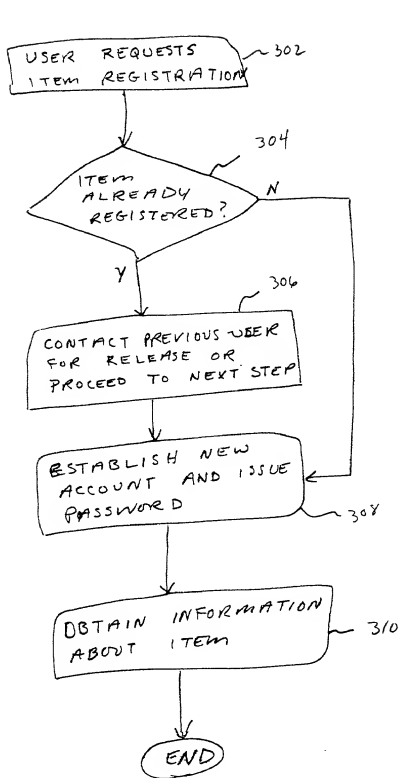 USER REQUESTS
ITEM REGISTRATION
302
304
ITEM
ALREADY
REGISTERED?
N
Y
306
CONTACT PREVIOUS USER
FOR RELEASE OR
PROCEED TO NEXT STEP
ESTABLISH NEW
ACCOUNT AND ISSUE
PASSWORD
308
OBTAIN INFORMATION
ABOUT ITEM
310
END